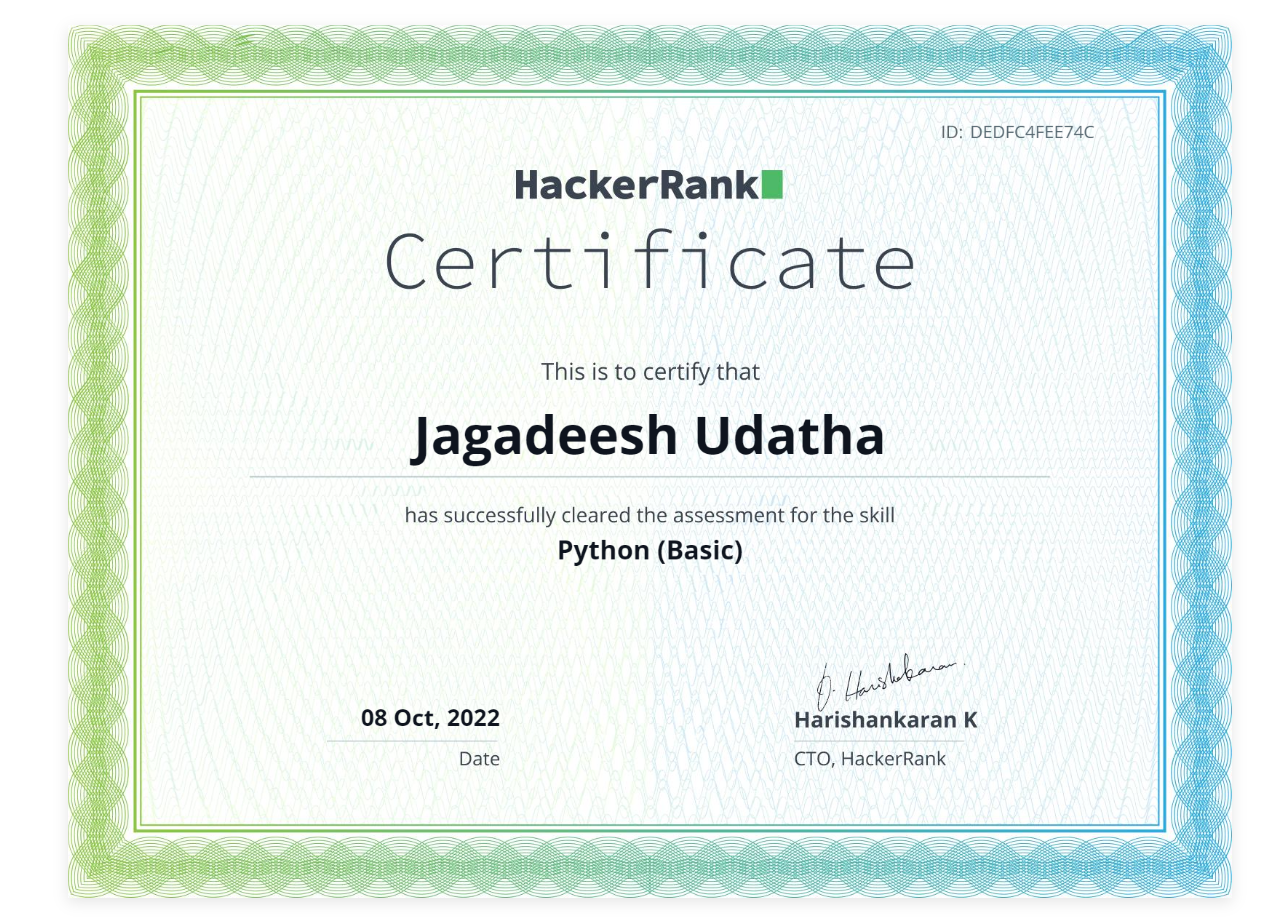 ID: DEDFC4FEE74C
HackerRank
Certificate
This is to certify that
Jagadeesh Udatha
has successfully cleared the assessment for the skill
Python (Basic)
08 Oct, 2022
Date
Harishankaran K
CTO, HackerRank